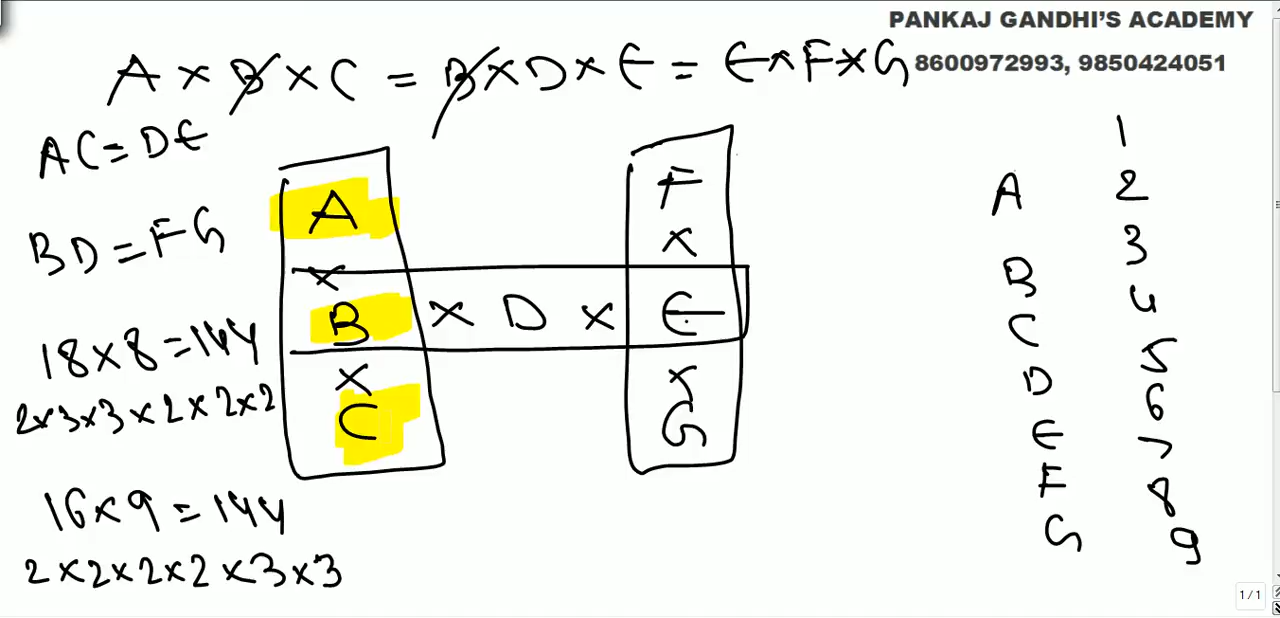 PANKAJ GANDHI'S ACADEMY
8600972993, 9850424051
A × B × C = B × D × E = E × F × G
AC = DE
BD = FG
18 × 8 = 144
2 × 3 × 3 × 2 × 2 × 2
16 × 9 = 144
2 × 2 × 2 × 2 × 3 × 3
A
×
B × D × E
×
C
F
×
×
G
1
A 2
3
B 4
C 5
D 6
E 7
F 8
G 9
1 / 1